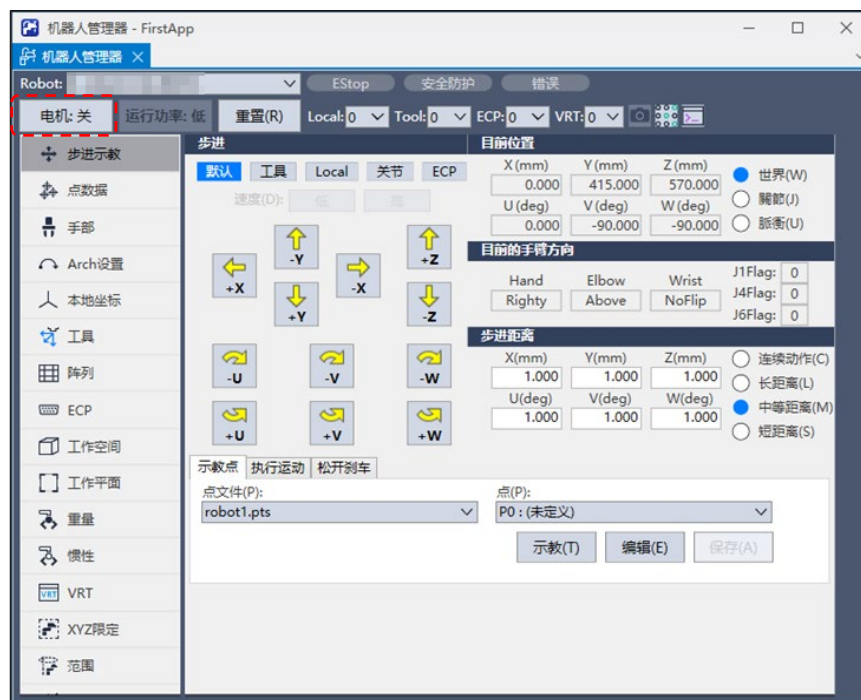 机器人管理器 - FirstApp
机器人管理器
Robot: EStop 安全防护 错误
电机: 关 运行功率: 低 重置(R) Local: 0 Tool: 0 ECP: 0 VRT: 0
步进示教
点数据
手部
Arch设置
本地坐标
工具
阵列
ECP
工作空间
工作平面
重量
惯性
VRT
XYZ限定
范围
步进
默认 工具 Local 关节 ECP
速度(D): 低 高
-Y +Z
+X -X
+Y -Z
-U -V -W
+U +V +W
目前位置
X(mm) Y(mm) Z(mm)
0.000 415.000 570.000
U(deg) V(deg) W(deg)
0.000 -90.000 -90.000
世界(W)
關節(J)
脈衝(U)
目前的手臂方向
Hand Elbow Wrist
Righty Above NoFlip
J1Flag: 0
J4Flag: 0
J6Flag: 0
步进距离
X(mm) Y(mm) Z(mm)
1.000 1.000 1.000
U(deg) V(deg) W(deg)
1.000 1.000 1.000
连续动作(C)
长距离(L)
中等距离(M)
短距离(S)
示教点 执行运动 松开刹车
点文件(P): 点(P):
robot1.pts P0 : (未定义)
示教(T) 编辑(E) 保存(A)